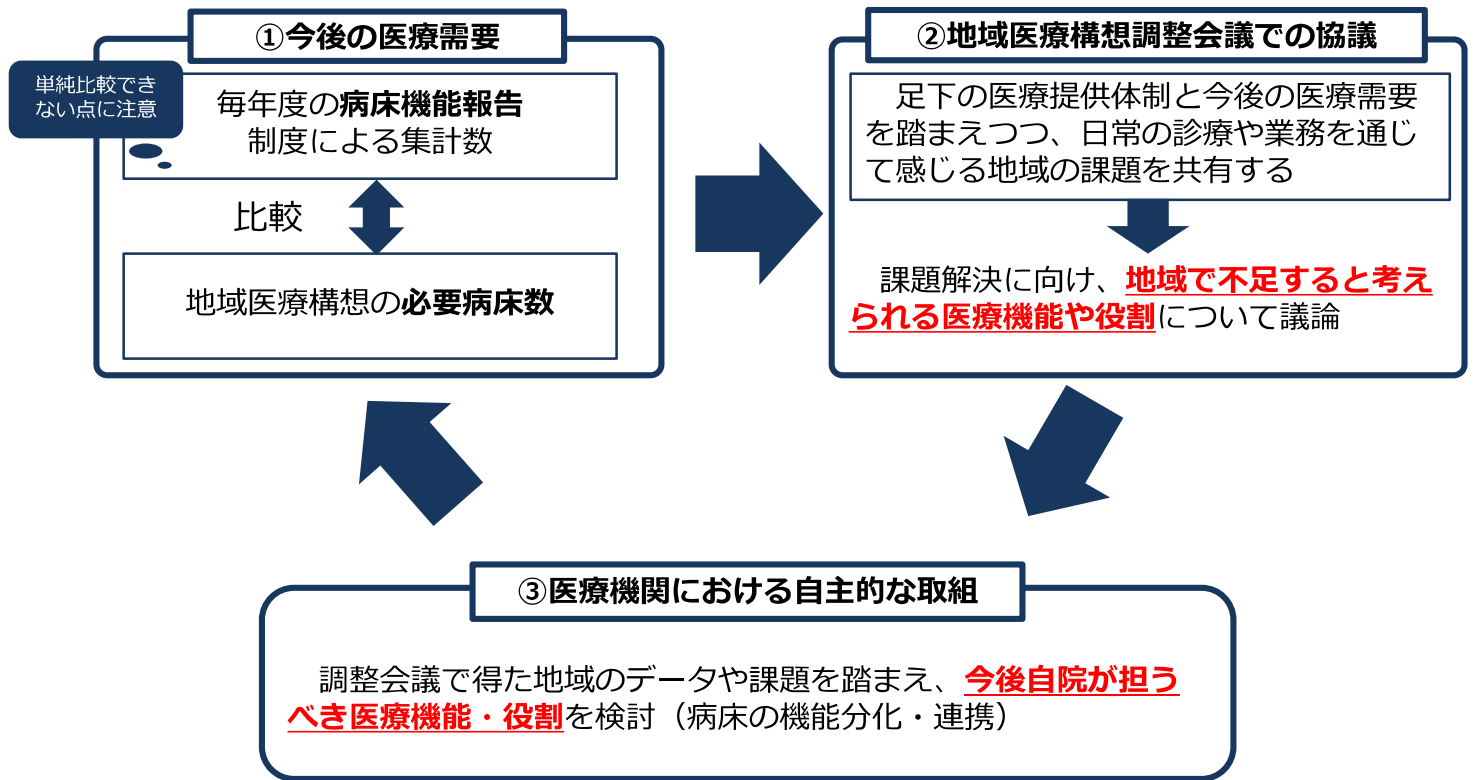 ①今後の医療需要
単純比較でき
ない点に注意
毎年度の病床機能報告
制度による集計数
比較
地域医療構想の必要病床数
②地域医療構想調整会議での協議
足下の医療提供体制と今後の医療需要
を踏まえつつ、日常の診療や業務を通じ
て感じる地域の課題を共有する
課題解決に向け、地域で不足すると考え
られる医療機能や役割について議論
③医療機関における自主的な取組
調整会議で得た地域のデータや課題を踏まえ、今後自院が担う
べき医療機能・役割を検討（病床の機能分化・連携）